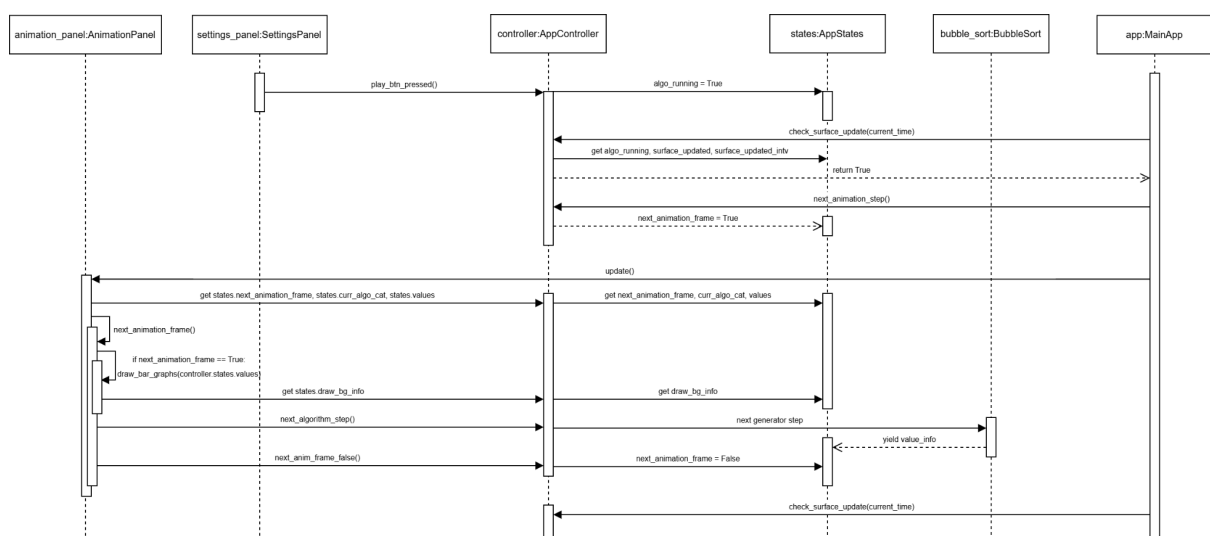 animation_panel:AnimationPanel
settings_panel:SettingsPanel
controller:AppController
states:AppStates
bubble_sort:BubbleSort
app:MainApp
play_btn_pressed()
algo_running = True
check_surface_update(current_time)
get algo_running, surface_updated, surface_updated_intv
return True
next_animation_step()
next_animation_frame = True
update()
get states.next_animation_frame, states.curr_algo_cat, states.values
get next_animation_frame, curr_algo_cat, values
next_animation_frame()
if next_animation_frame == True:
draw_bar_graphs(controller.states.values)
get states.draw_bg_info
get draw_bg_info
next_algorithm_step()
next generator step
yield value_info
next_anim_frame_false()
next_animation_frame = False
check_surface_update(current_time)